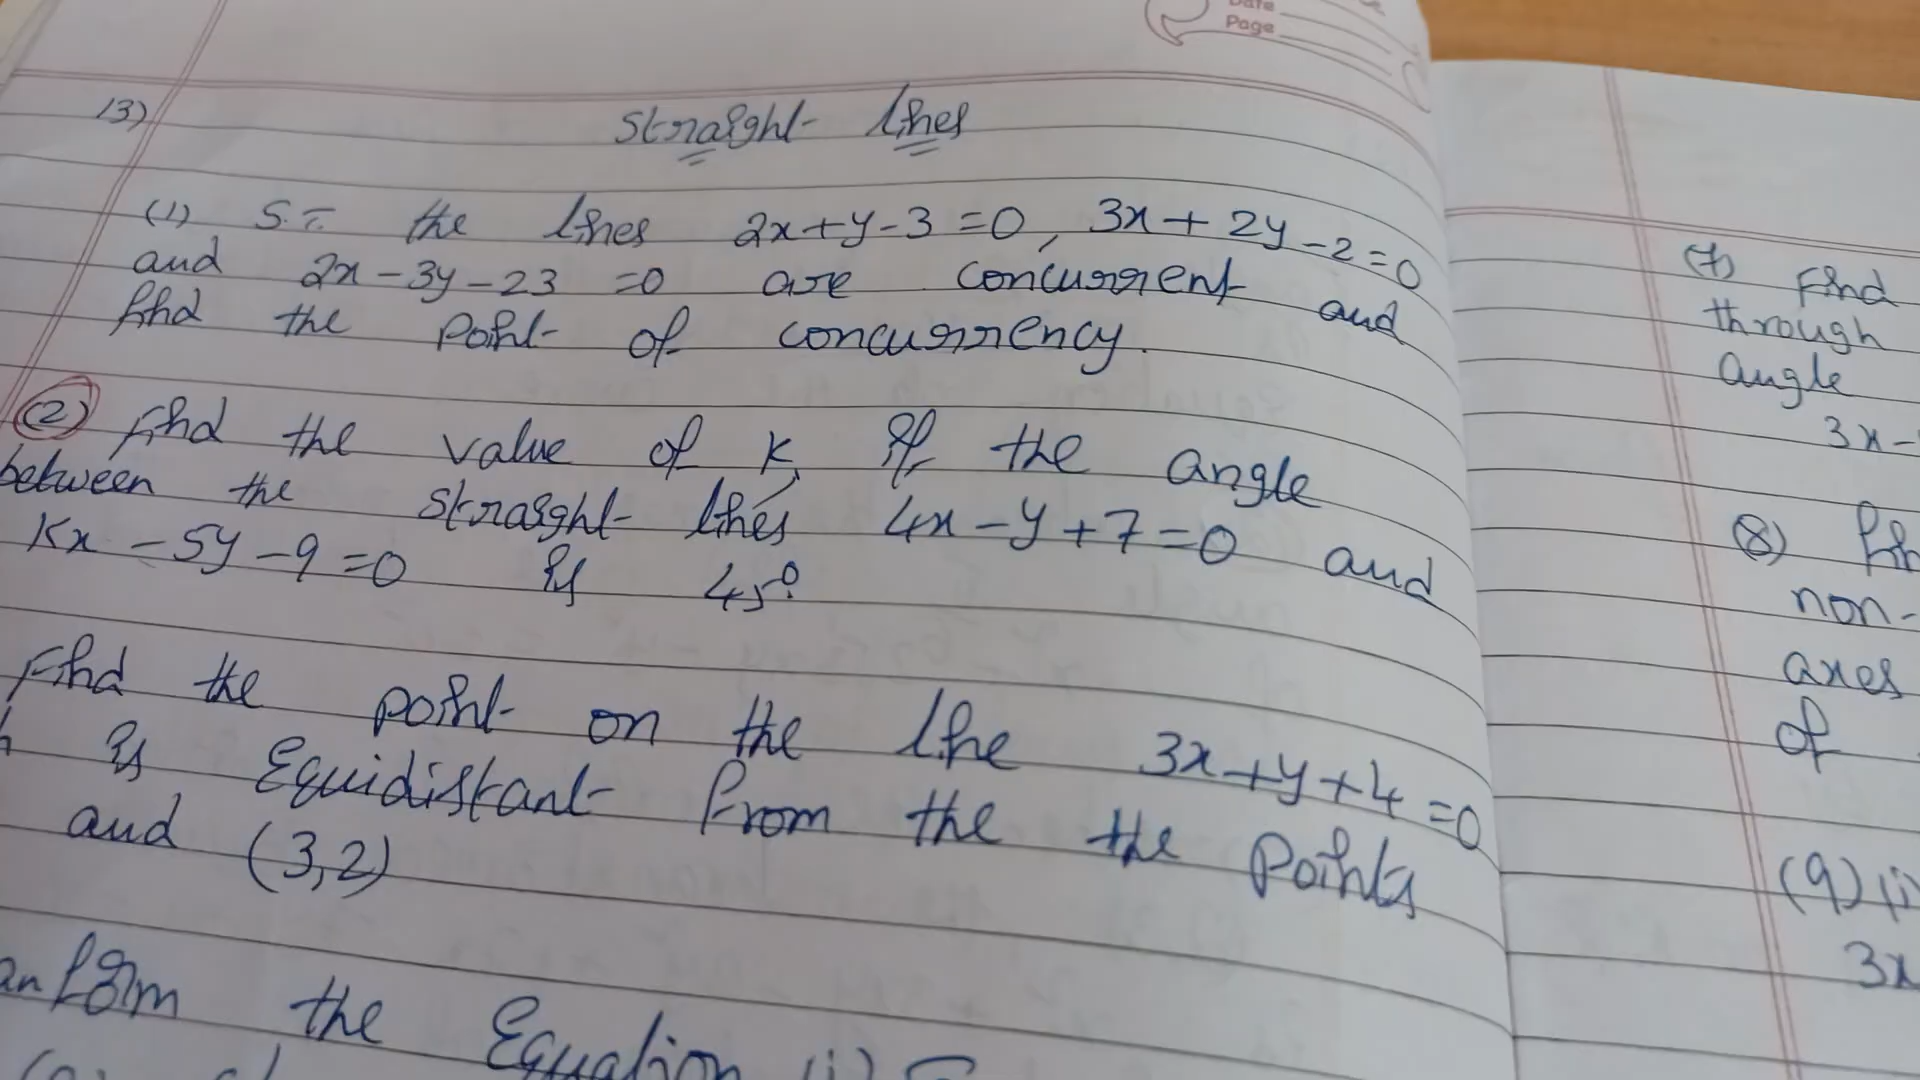 Date
Page
13)
Straight lines
(1) S.T. the lines 2x+y-3=0, 3x+2y-2=0
and 2x-3y-23=0 are concurrent and
find the point of concurrency.
(2) Find the value of K, if the angle
between the straight lines 4x-y+7=0 and
Kx-5y-9=0 is 45°
Find the point on the line 3x+y+4=0
is Equidistant from the the points
and (3,2)
the Equation (i)
(7) Find
through
angle
3x-
(8)
non-
axes
of
(9) (i)
3x